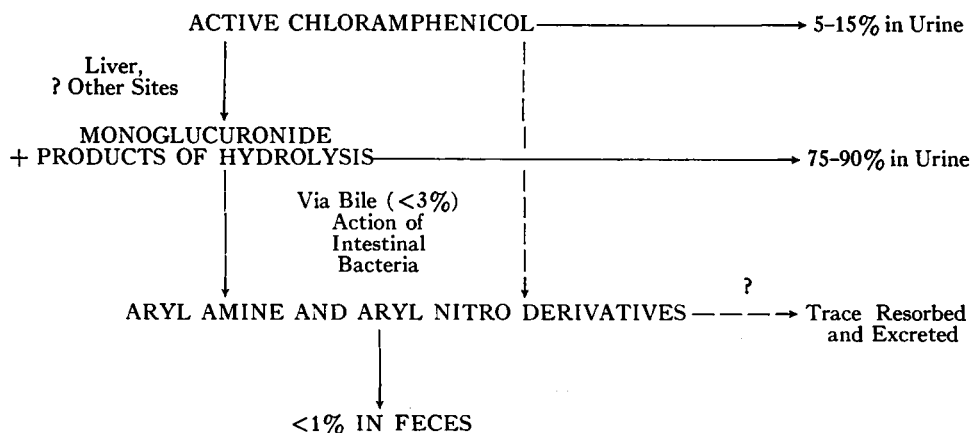 ACTIVE CHLORAMPHENICOL
5-15% in Urine
Liver,
? Other Sites
MONOGLUCURONIDE
+ PRODUCTS OF HYDROLYSIS
75-90% in Urine
Via Bile (<3%)
Action of
Intestinal
Bacteria
?
ARYL AMINE AND ARYL NITRO DERIVATIVES
Trace Resorbed
and Excreted
<1% IN FECES